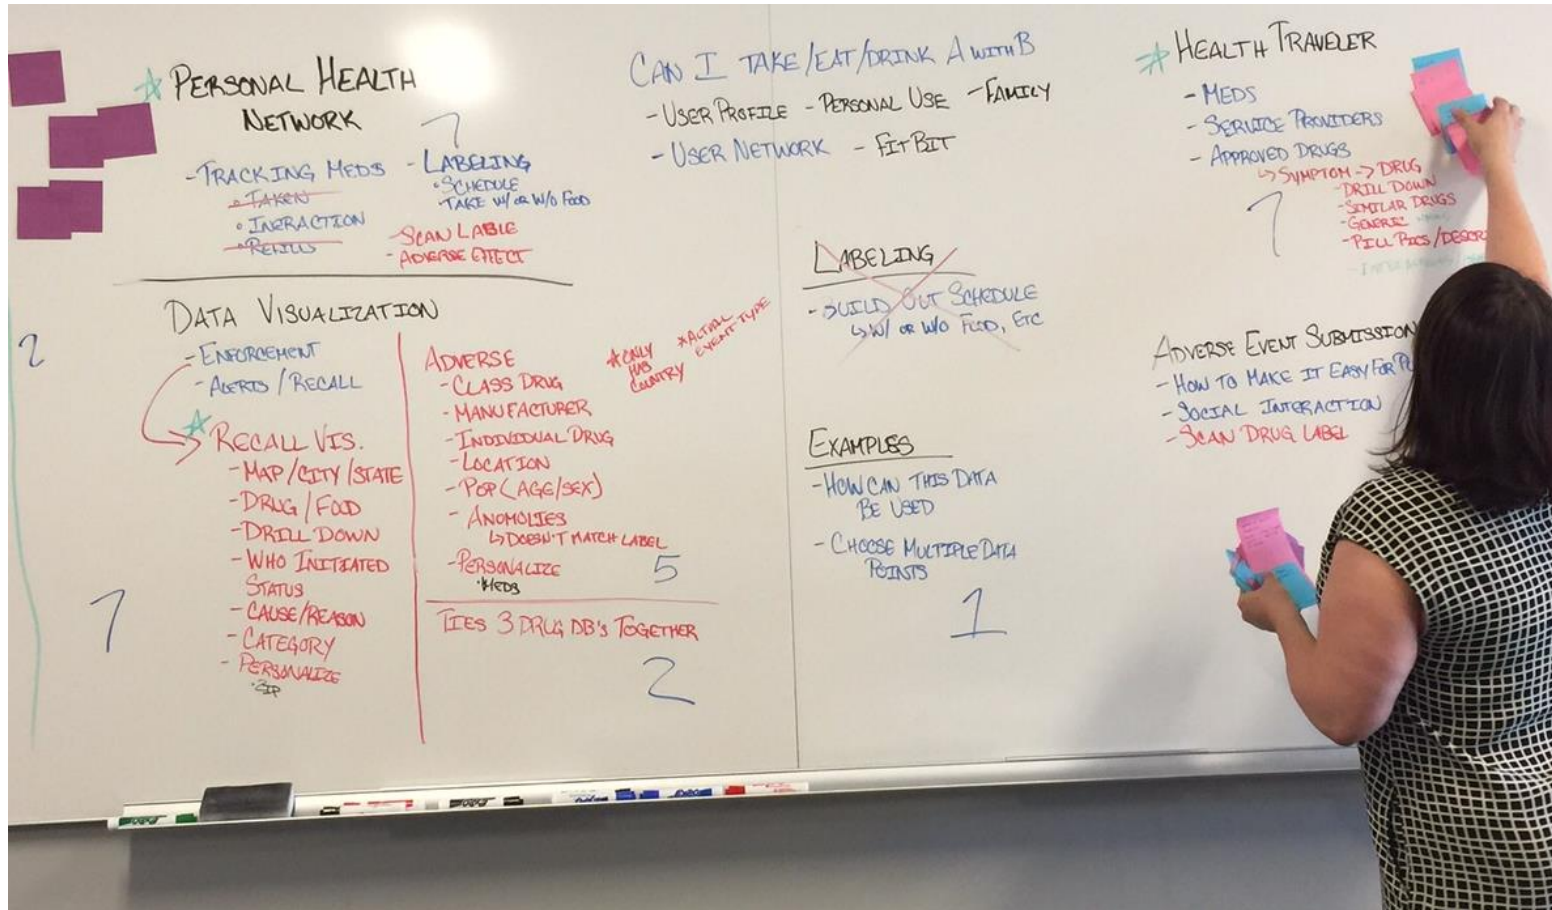 PERSONAL HEALTH
NETWORK
- TRACKING MEDS
• TAKEN
• INERACTION
• REFILLS
7
- LABELING
• SCHEDULE
• TAKE W/ OR W/O FOOD
- SCAN LABLE
- ADVERSE EFFECT
DATA VISUALIZATION
2
- ENFORCEMENT
- ALERTS / RECALL
RECALL VIS.
- MAP/CITY/STATE
- DRUG/FOOD
- DRILL DOWN
- WHO INITIATED
STATUS
- CAUSE/REASON
- CATEGORY
- PERSONALIZE
• ZIP
7
ADVERSE
- CLASS DRUG
- MANUFACTURER
- INDIVIDUAL DRUG
- LOCATION
- POP (AGE/SEX)
- ANOMOLIES
↳ DOESN'T MATCH LABEL
- PERSONALIZE
• MEDS
5
* ONLY
HAS
COUNTRY
* ACTUAL
EVENT TYPE
TIES 3 DRUG DB'S TOGETHER
2
CAN I TAKE/EAT/DRINK A WITH B
- USER PROFILE - PERSONAL USE - FAMILY
- USER NETWORK - FITBIT
LABELING
- BUILD OUT SCHEDULE
↳ W/ OR W/O FOOD, ETC
EXAMPLES
- HOW CAN THIS DATA
BE USED
- CHOOSE MULTIPLE DATA
POINTS
1
HEALTH TRAVELER
- MEDS
- SERVICE PROVIDERS
- APPROVED DRUGS
↳ SYMPTOM -> DRUG
- DRILL DOWN
- SIMILAR DRUGS
- GENERIC
- PILL PICS/DESCR
7
ADVERSE EVENT SUBMISSION
- HOW TO MAKE IT EASY FOR
- SOCIAL INTERACTION
- SCAN DRUG LABEL